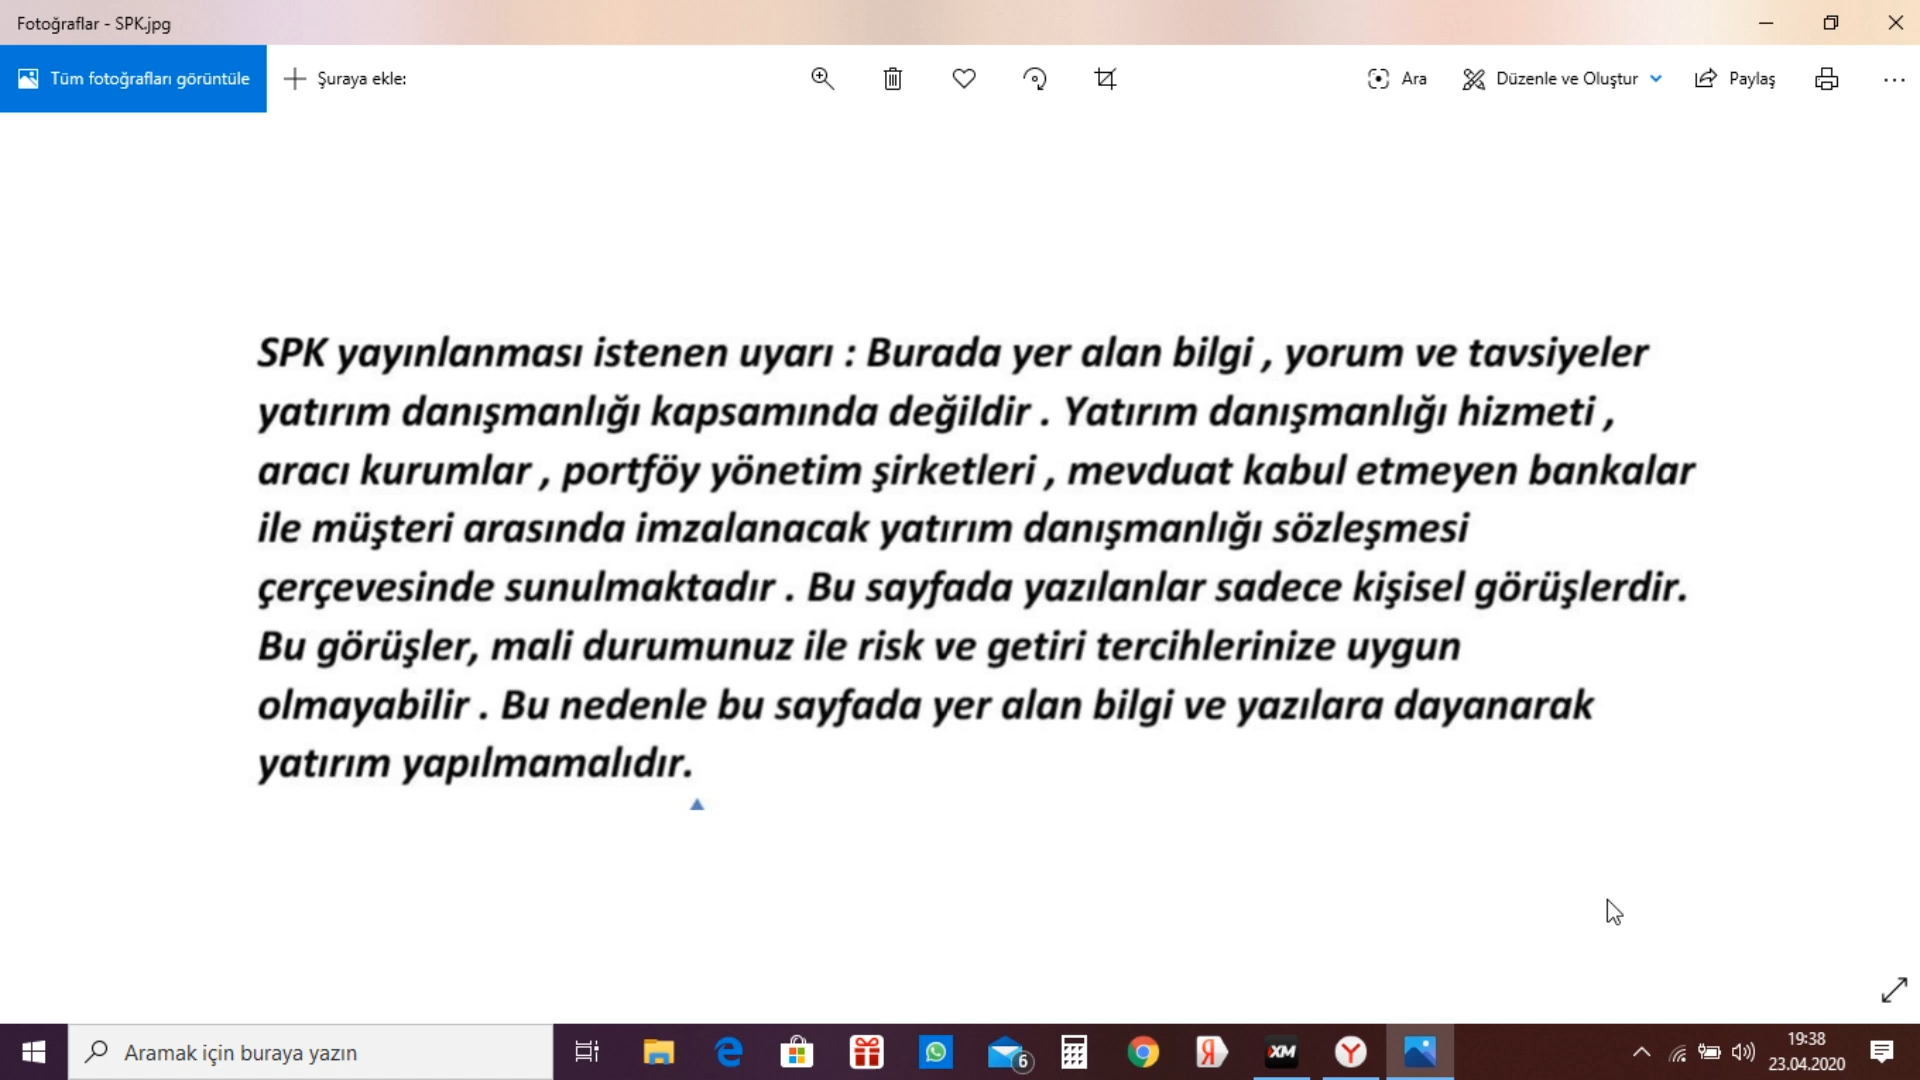 Fotoğraflar - SPK.jpg
Tüm fotoğrafları görüntüle
Şuraya ekle:
Ara
Düzenle ve Oluştur
Paylaş
SPK yayınlanması istenen uyarı : Burada yer alan bilgi , yorum ve tavsiyeler
yatırım danışmanlığı kapsamında değildir . Yatırım danışmanlığı hizmeti ,
aracı kurumlar , portföy yönetim şirketleri , mevduat kabul etmeyen bankalar
ile müşteri arasında imzalanacak yatırım danışmanlığı sözleşmesi
çerçevesinde sunulmaktadır . Bu sayfada yazılanlar sadece kişisel görüşlerdir.
Bu görüşler, mali durumunuz ile risk ve getiri tercihlerinize uygun
olmayabilir . Bu nedenle bu sayfada yer alan bilgi ve yazılara dayanarak
yatırım yapılmamalıdır.
Aramak için buraya yazın
6
XM
19:38
23.04.2020